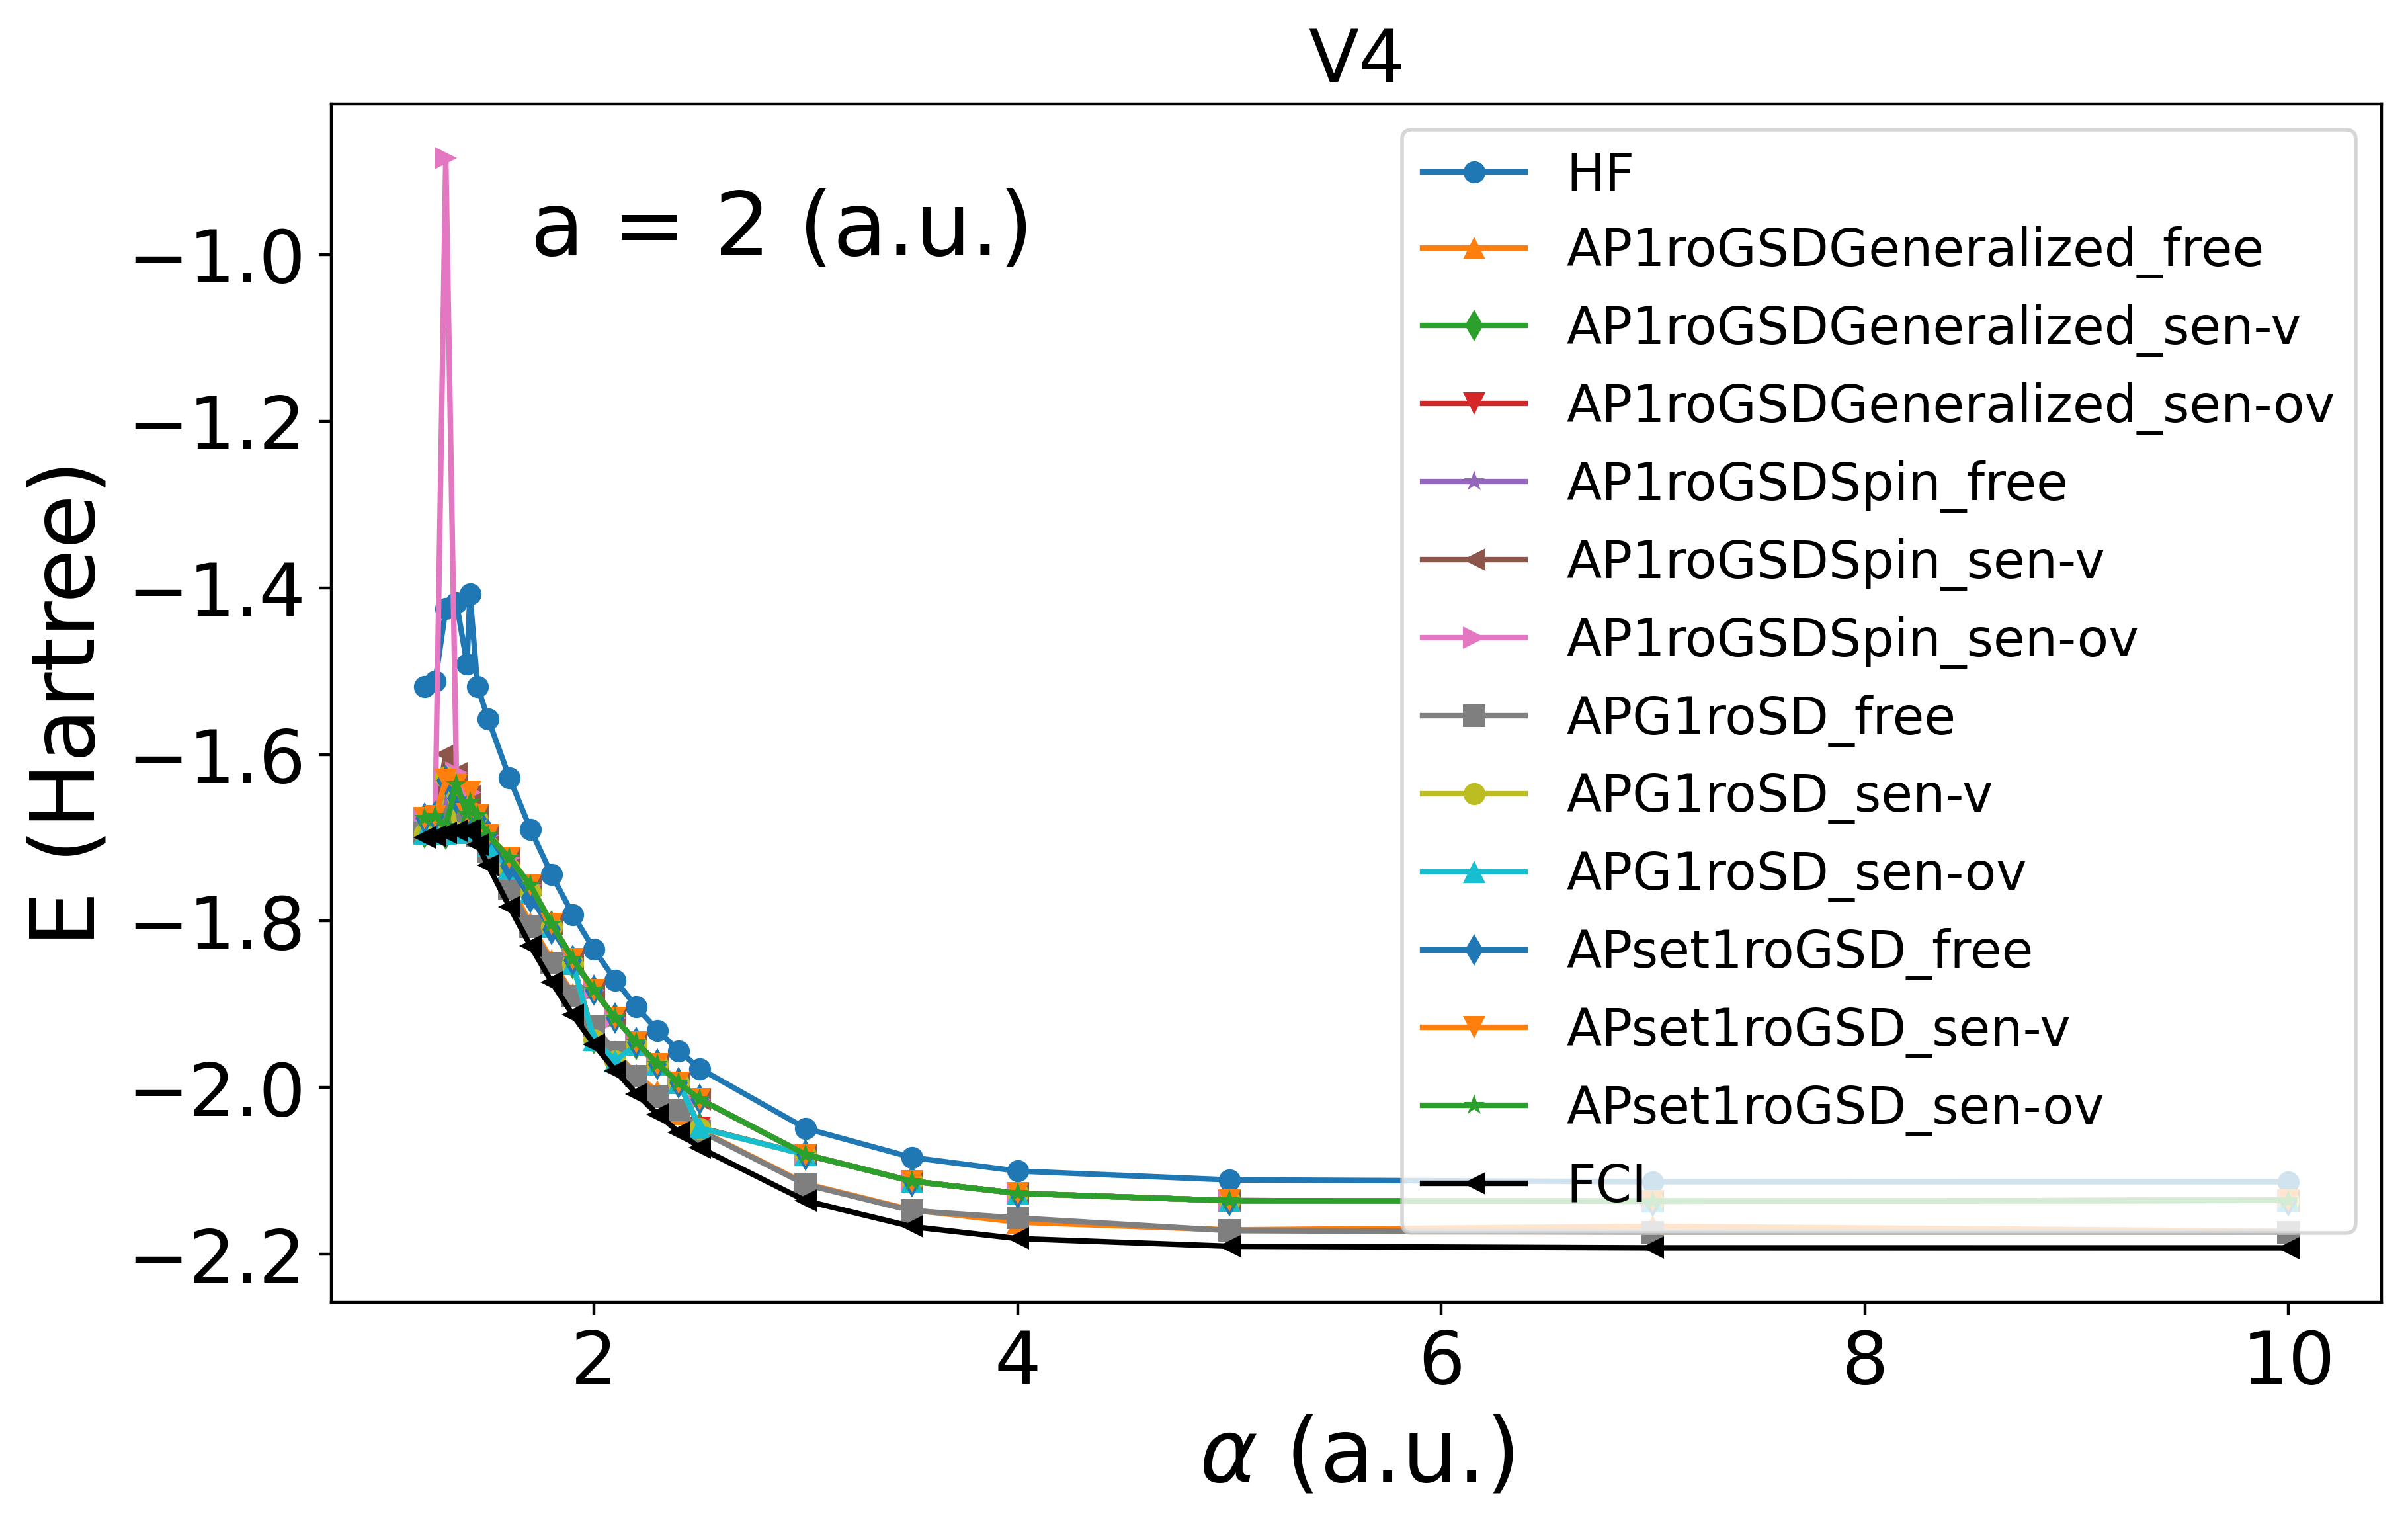 V4
a = 2 (a.u.)
E (Hartree)
−1.0
−1.2
−1.4
−1.6
−1.8
−2.0
−2.2
HF
AP1roGSDGeneralized_free
AP1roGSDGeneralized_sen-v
AP1roGSDGeneralized_sen-ov
AP1roGSDSpin_free
AP1roGSDSpin_sen-v
AP1roGSDSpin_sen-ov
APG1roSD_free
APG1roSD_sen-v
APG1roSD_sen-ov
APset1roGSD_free
APset1roGSD_sen-v
APset1roGSD_sen-ov
FCI
2 4 6 8 10
α (a.u.)